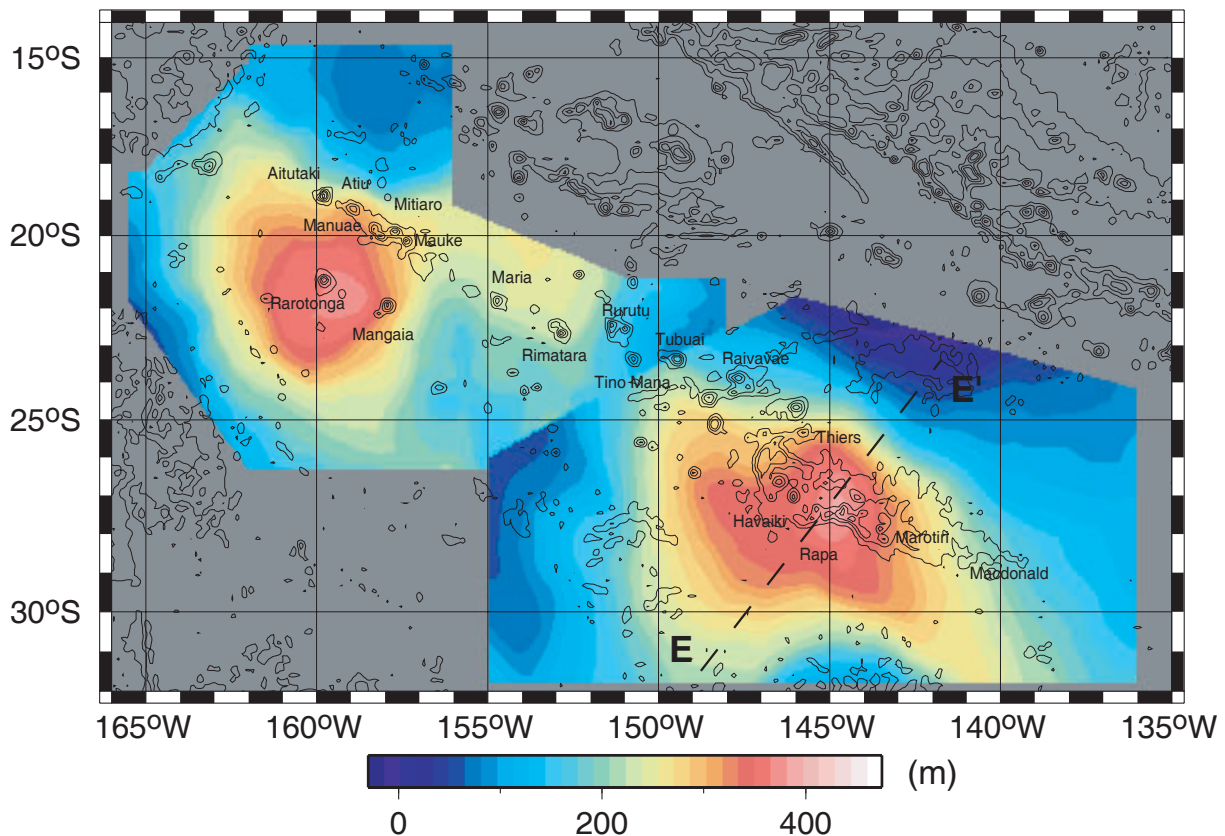 15°S
20°S
25°S
30°S
Aitutaki
Atiu
Mitiaro
Manuae
Mauke
Rarotonga
Mangaia
Maria
Rimatara
Rurutu
Tubuai
Tino Mana
Raivavae
E'
Thiers
Havaiki
Marotiri
Rapa
Macdonald
E
165°W 160°W 155°W 150°W 145°W 140°W 135°W
(m)
0 200 400